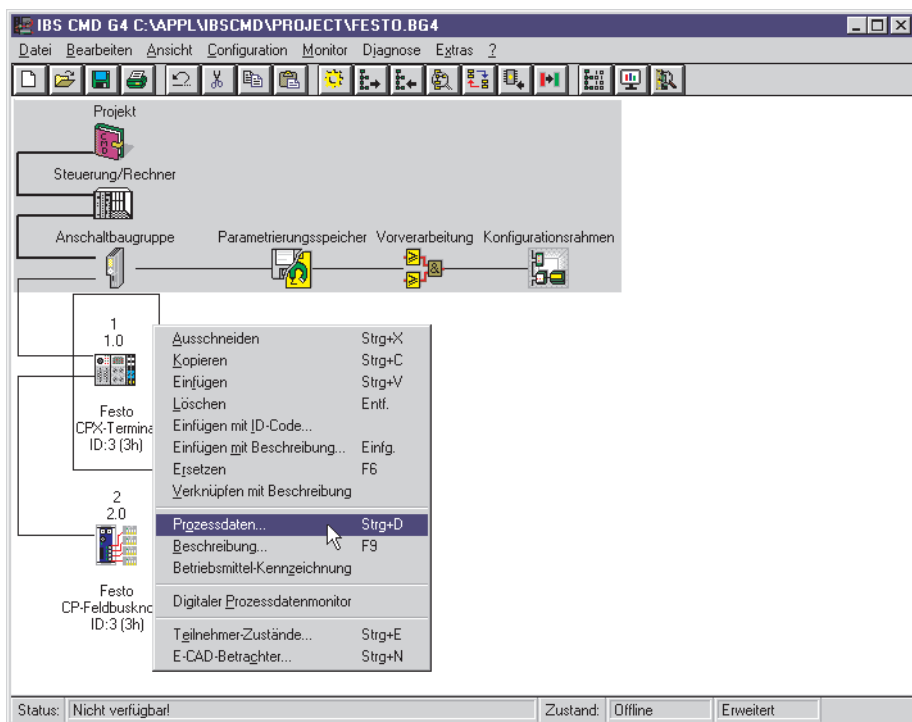 IBS CMD G4 C:\APPL\IBSCMD\PROJECT\FESTO.BG4
Datei Bearbeiten Ansicht Configuration Monitor Diagnose Extras ?
Projekt
CMD
Steuerung/Rechner
Anschaltbaugruppe Parametrierungsspeicher Vorverarbeitung Konfigurationsrahmen
≥
≥
&
1
1.0
Festo
CPX-Termina
ID:3 (3h)
2
2.0
Festo
CP-Feldbuskno
ID:3 (3h)
Ausschneiden Strg+X
Kopieren Strg+C
Einfügen Strg+V
Löschen Entf.
Einfügen mit ID-Code...
Einfügen mit Beschreibung... Einfg.
Ersetzen F6
Verknüpfen mit Beschreibung
Prozessdaten... Strg+D
Beschreibung... F9
Betriebsmittel-Kennzeichnung
Digitaler Prozessdatenmonitor
Teilnehmer-Zustände... Strg+E
E-CAD-Betrachter... Strg+N
Status: Nicht verfügbar! Zustand: Offline Erweitert